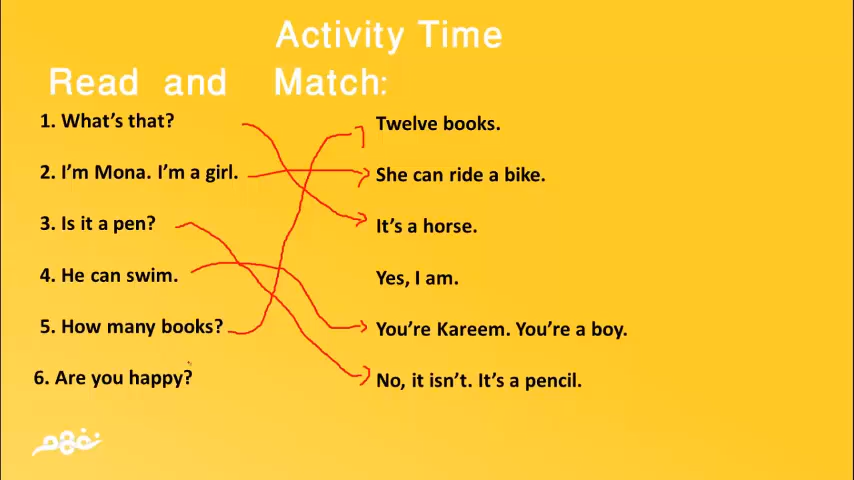 Activity Time
Read and Match:
1. What's that?
Twelve books.
2. I'm Mona. I'm a girl.
She can ride a bike.
3. Is it a pen?
It's a horse.
4. He can swim.
Yes, I am.
5. How many books?
You're Kareem. You're a boy.
6. Are you happy?
No, it isn't. It's a pencil.
نفهم